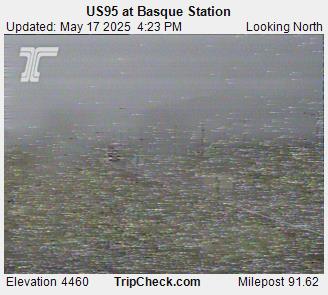 US95 at Basque Station
Updated: May 17 2025 4:23 PM Looking North
Elevation 4460 TripCheck.com Milepost 91.62